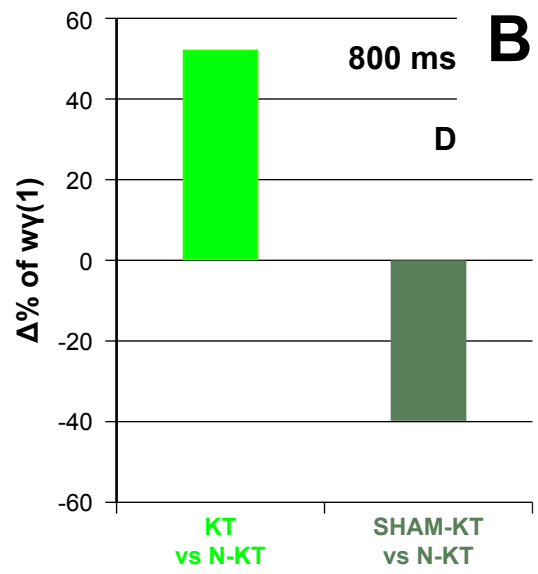 B
800 ms
D
Δ% of wγ(1)
60
40
20
0
-20
-40
-60
KT
vs N-KT
SHAM-KT
vs N-KT